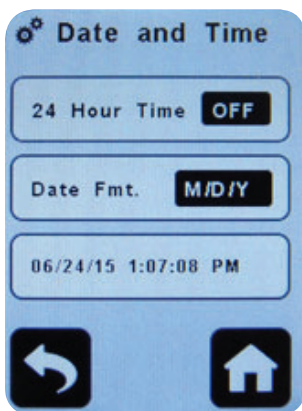 Date and Time
24 Hour Time OFF
Date Fmt. M/D/Y
06/24/15 1:07:08 PM